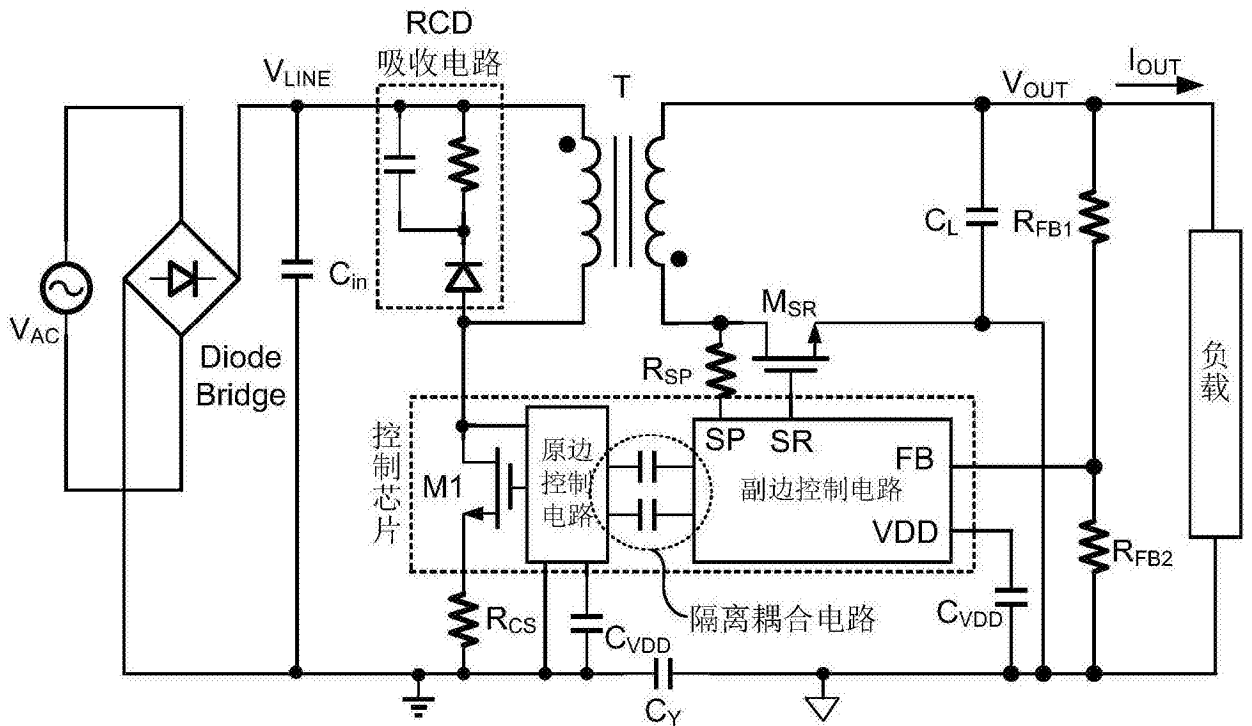 RCD
吸收电路
VLINE
T
VOUT
IOUT
Cin
CL
RFB1
VAC
Diode
Bridge
MSR
RSP
负载
控制芯片
SP
SR
FB
M1
原边
控制
电路
副边控制电路
VDD
RFB2
RCS
CVDD
隔离耦合电路
CVDD
CY